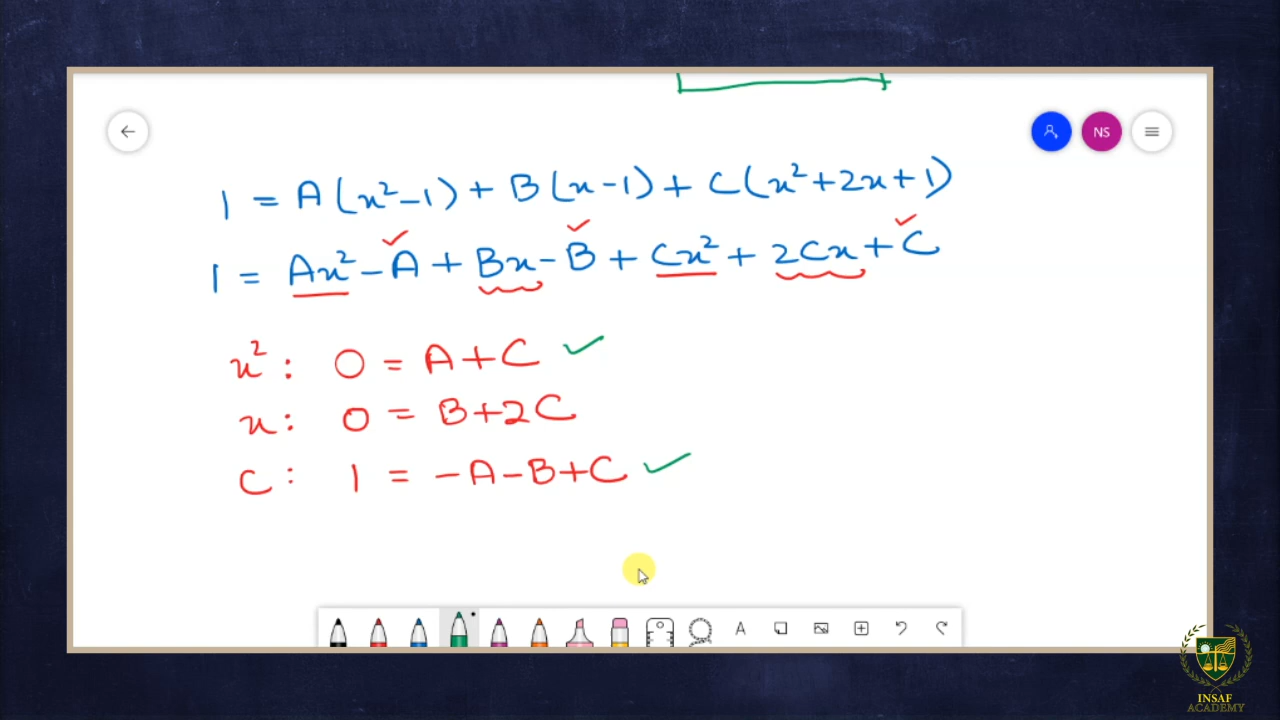 NS
1 = A(x²-1) + B(x-1) + C(x²+2x+1)
1 = Ax² - A + Bx - B + Cx² + 2Cx + C
x² : 0 = A+C ✓
x : 0 = B+2C
C : 1 = -A-B+C ✓
A
INSAF
ACADEMY